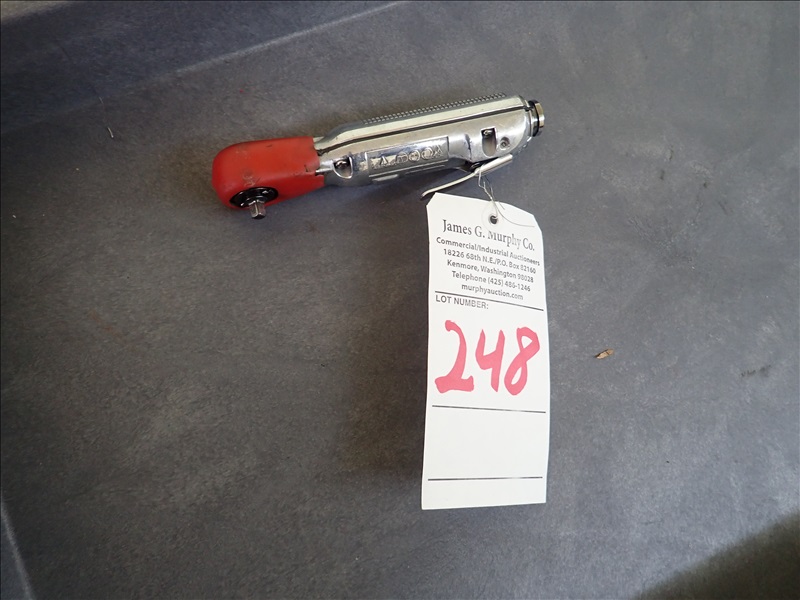 James G. Murphy Co.
Commercial/Industrial Auctioneers
18226 68th N.E./P.O. Box 82160
Kenmore, Washington 98028
Telephone (425) 486-1246
murphyauction.com
LOT NUMBER:
248